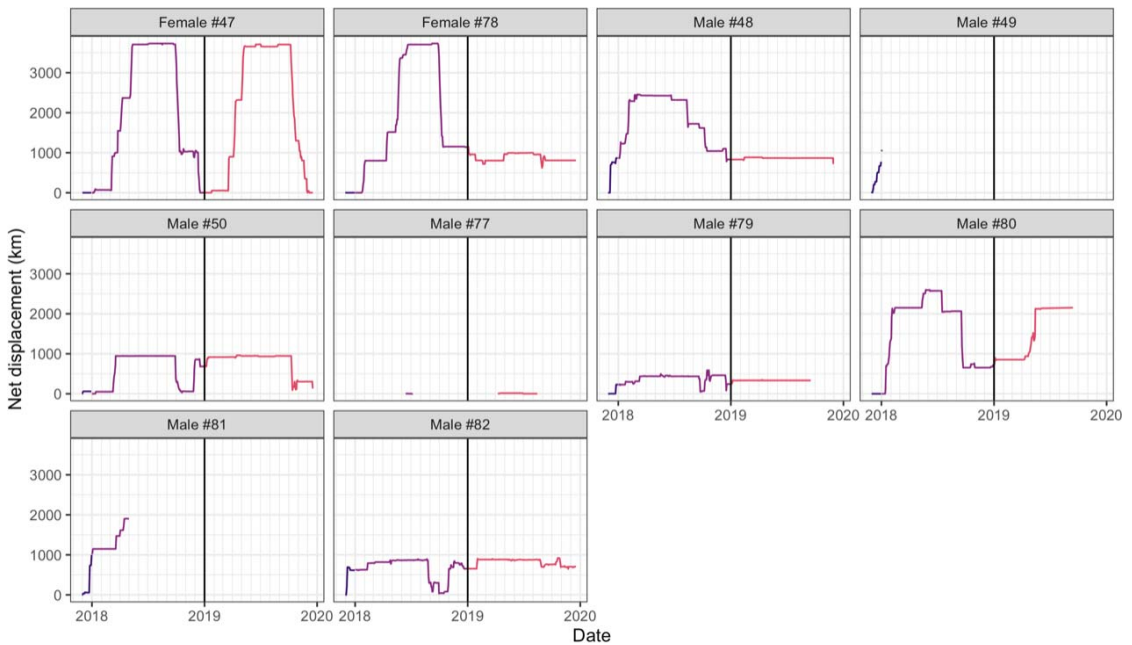 Female #47
Female #78
Male #48
Male #49
3000
2000
1000
0
Male #50
Male #77
Male #79
Male #80
3000
2000
1000
0
2018
2019
2020
2018
2019
2020
Male #81
Male #82
3000
2000
1000
0
2018
2019
2020
2018
2019
2020
Net displacement (km)
Date